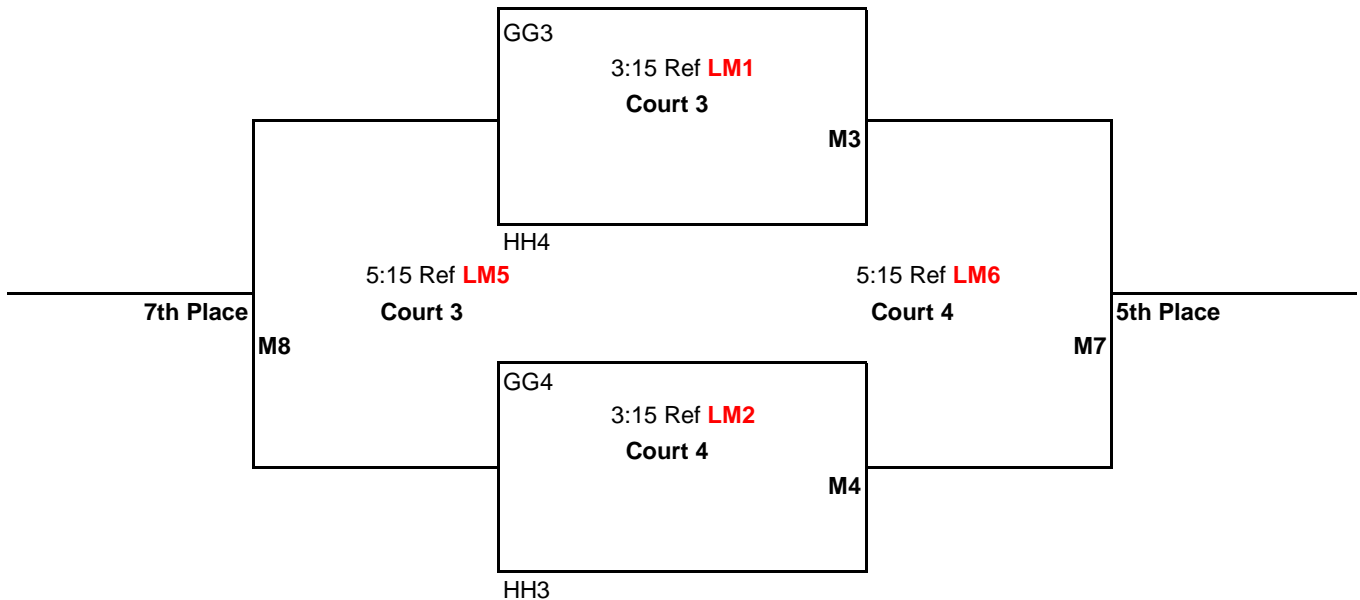 GG3
3:15 Ref LM1
Court 3
M3
HH4
5:15 Ref LM5
5:15 Ref LM6
7th Place
Court 3
Court 4
5th Place
M8
M7
GG4
3:15 Ref LM2
Court 4
M4
HH3